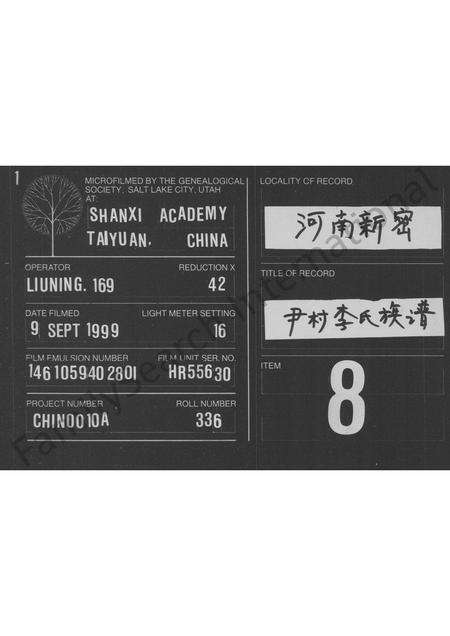 1
MICROFILMED BY THE GENEALOGICAL
SOCIETY, SALT LAKE CITY, UTAH
AT:
SHANXI ACADEMY
TAIYUAN. CHINA
OPERATOR REDUCTION X
LIUNING. 169 42
DATE FILMED LIGHT METER SETTING
9 SEPT 1999 16
FILM EMULSION NUMBER FILM UNIT SER. NO.
146 1059402801 HR55630
PROJECT NUMBER ROLL NUMBER
CHIN0010A 336
LOCALITY OF RECORD
河南新密
TITLE OF RECORD
尹村李氏族谱
ITEM
8
FamilySearch International